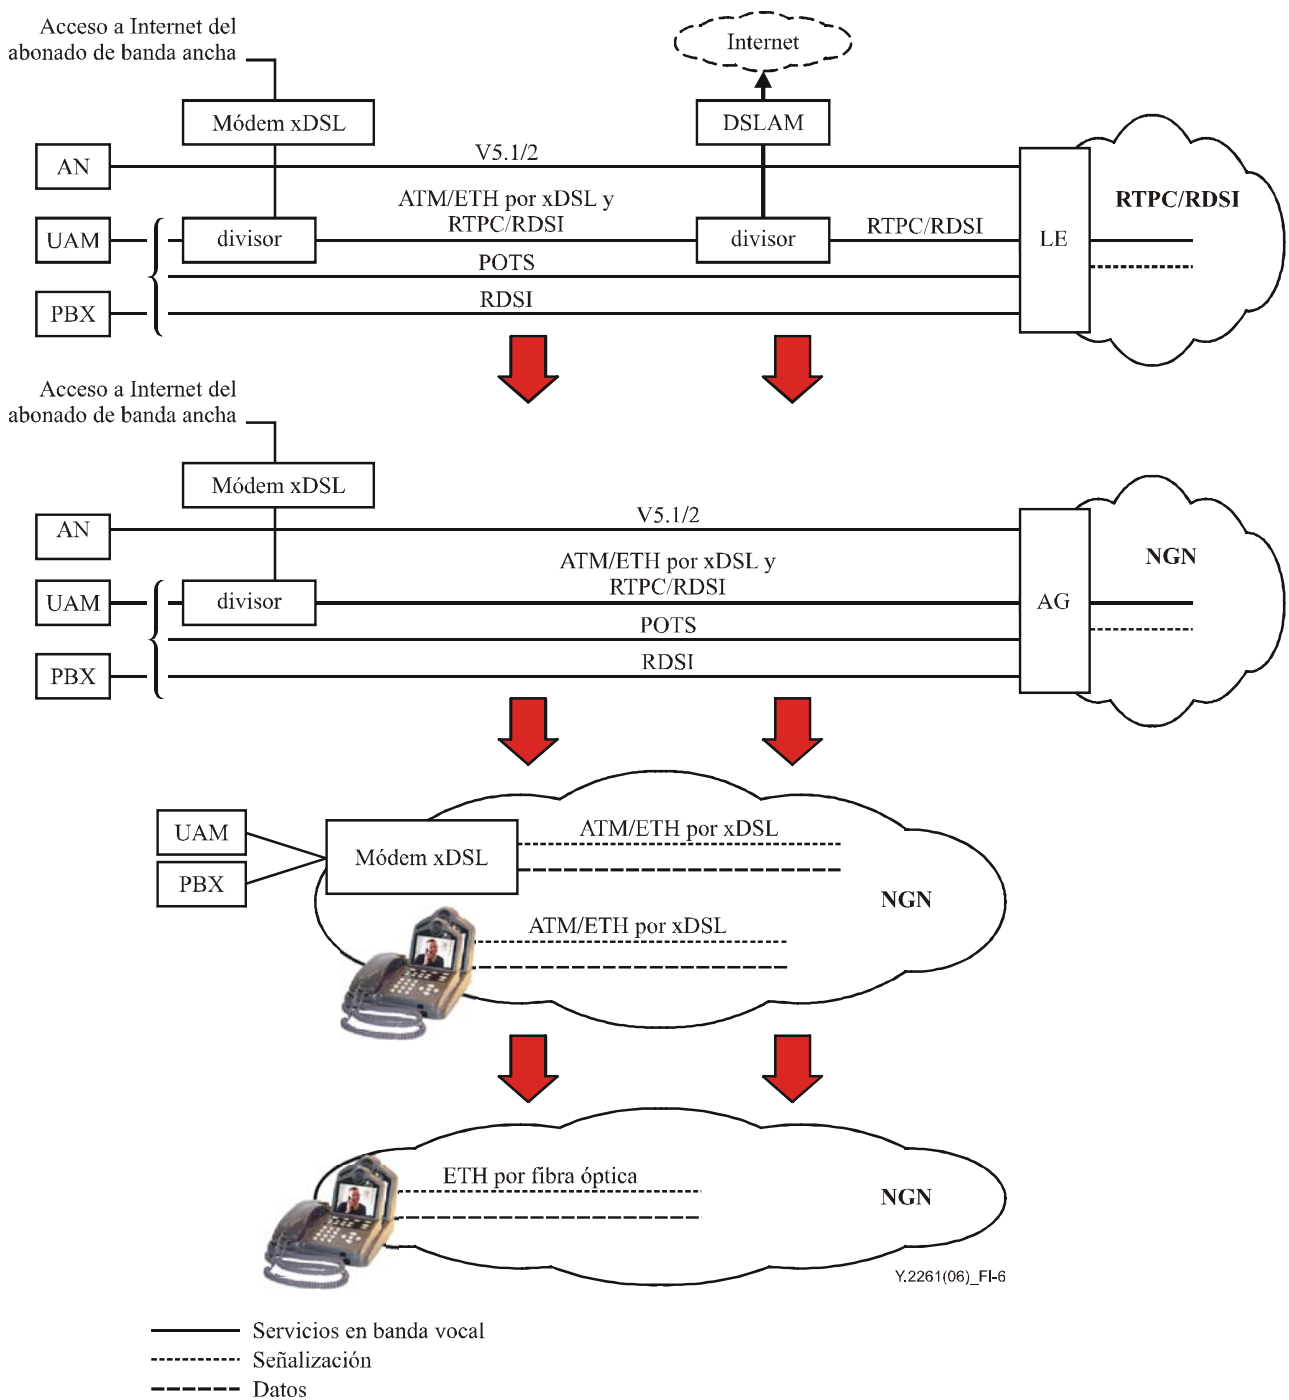 Acceso a Internet del
abonado de banda ancha
Internet
Módem xDSL
DSLAM
AN
V5.1/2
ATM/ETH por xDSL y
RTPC/RDSI
RTPC/RDSI
RTPC/RDSI
UAM
divisor
divisor
LE
POTS
PBX
RDSI
Acceso a Internet del
abonado de banda ancha
Módem xDSL
AN
V5.1/2
ATM/ETH por xDSL y
RTPC/RDSI
NGN
UAM
divisor
AG
POTS
PBX
RDSI
UAM
PBX
Módem xDSL
ATM/ETH por xDSL
NGN
ATM/ETH por xDSL
ETH por fibra óptica
NGN
Y.2261(06)_FI-6
Servicios en banda vocal
Señalización
Datos